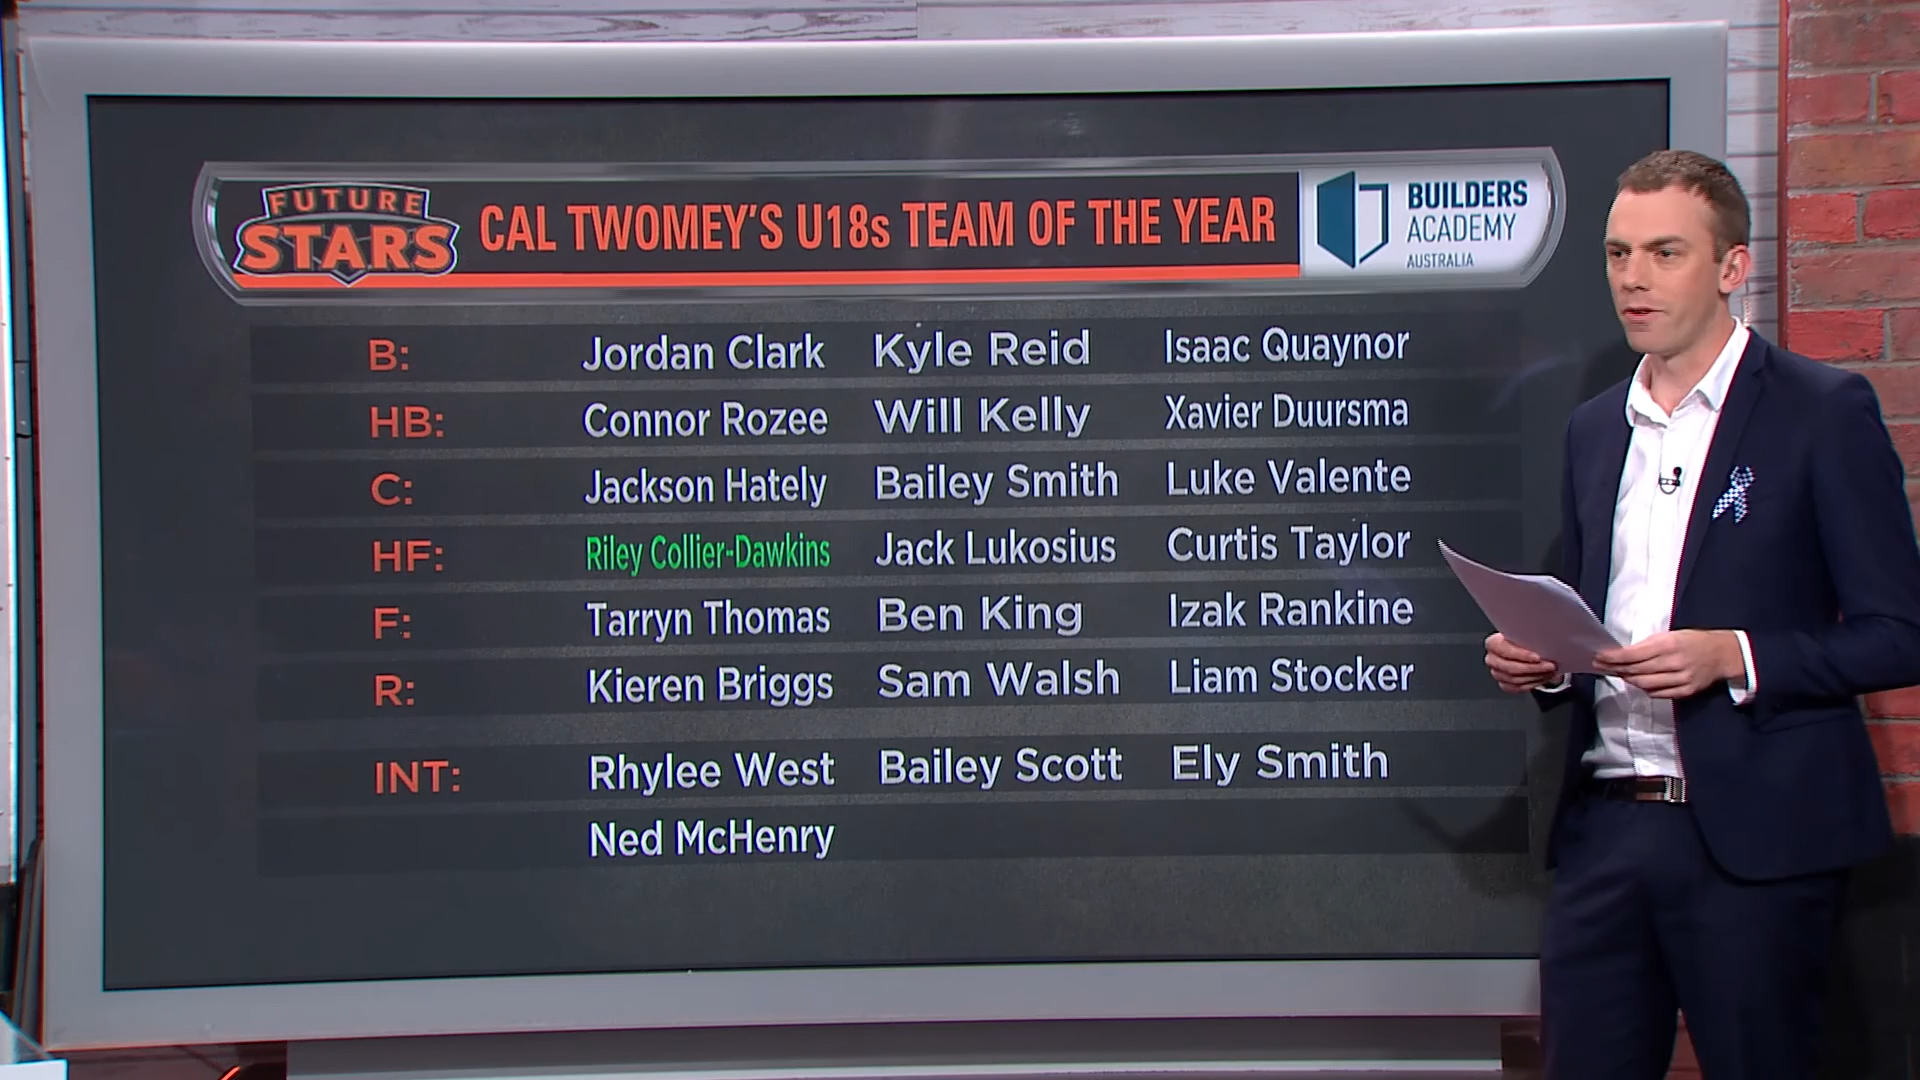 FUTURE STARS CAL TWOMEY'S U18s TEAM OF THE YEAR BUILDERS ACADEMY AUSTRALIA
B: Jordan Clark Kyle Reid Isaac Quaynor
HB: Connor Rozee Will Kelly Xavier Duursma
C: Jackson Hately Bailey Smith Luke Valente
HF: Riley Collier-Dawkins Jack Lukosius Curtis Taylor
F: Tarryn Thomas Ben King Izak Rankine
R: Kieren Briggs Sam Walsh Liam Stocker
INT: Rhylee West Bailey Scott Ely Smith
Ned McHenry